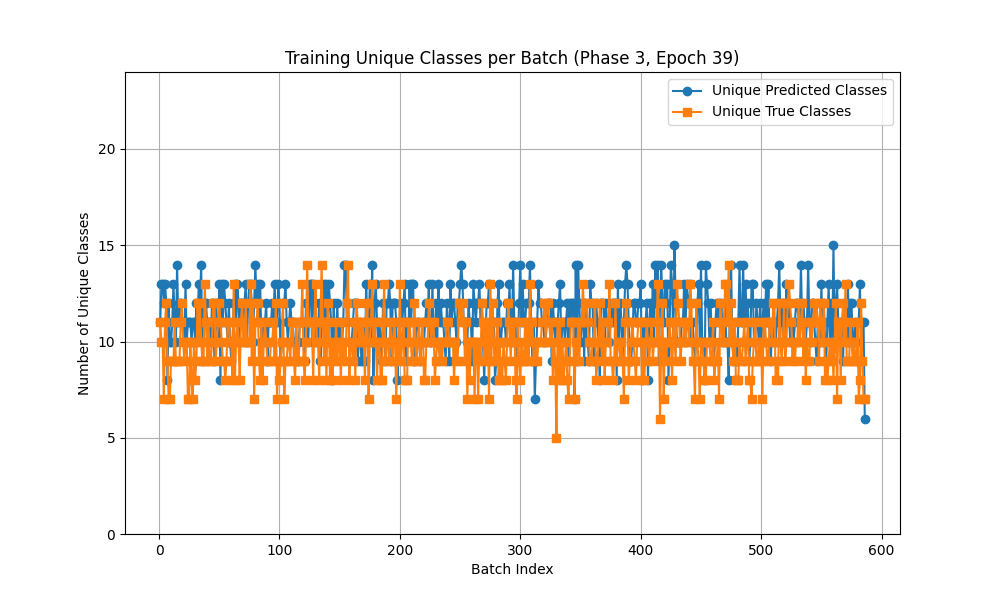 Training Unique Classes per Batch (Phase 3, Epoch 39)
Unique Predicted Classes
Unique True Classes
Number of Unique Classes
20
15
10
5
0
0 100 200 300 400 500 600
Batch Index